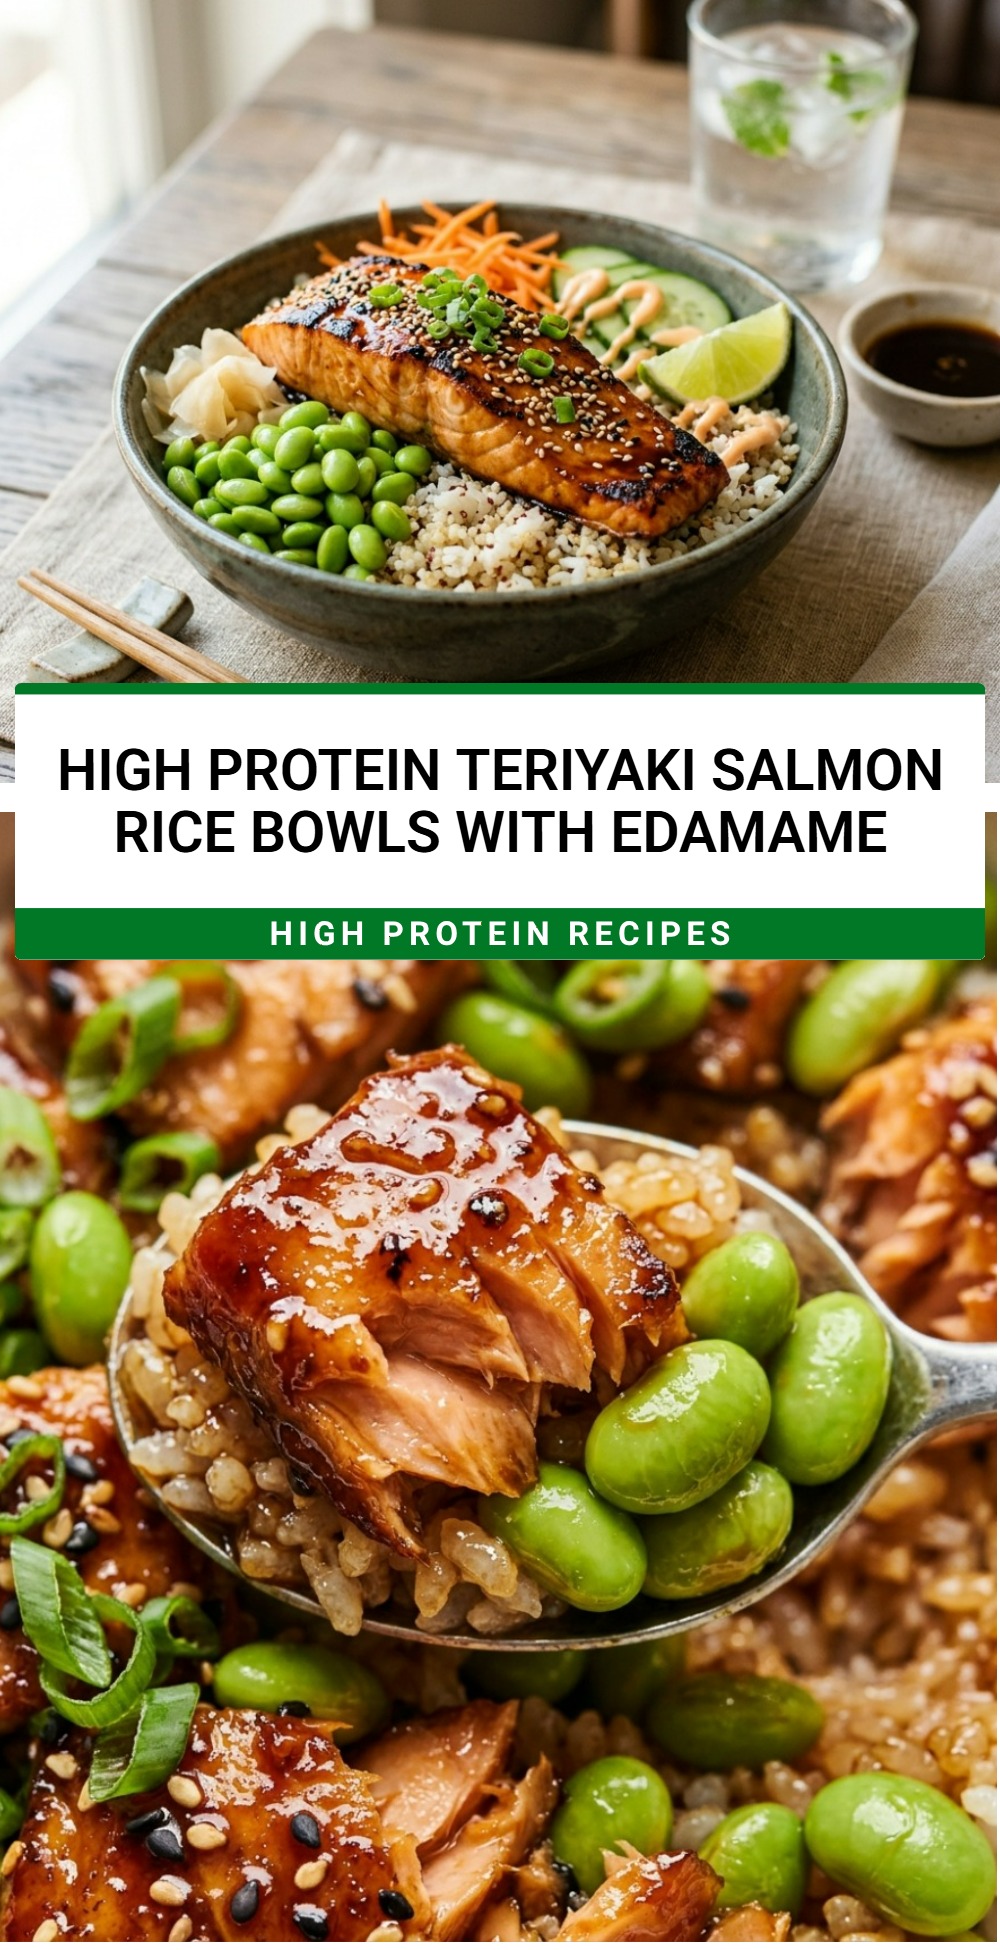 HIGH PROTEIN TERIYAKI SALMON
RICE BOWLS WITH EDAMAME
HIGH PROTEIN RECIPES